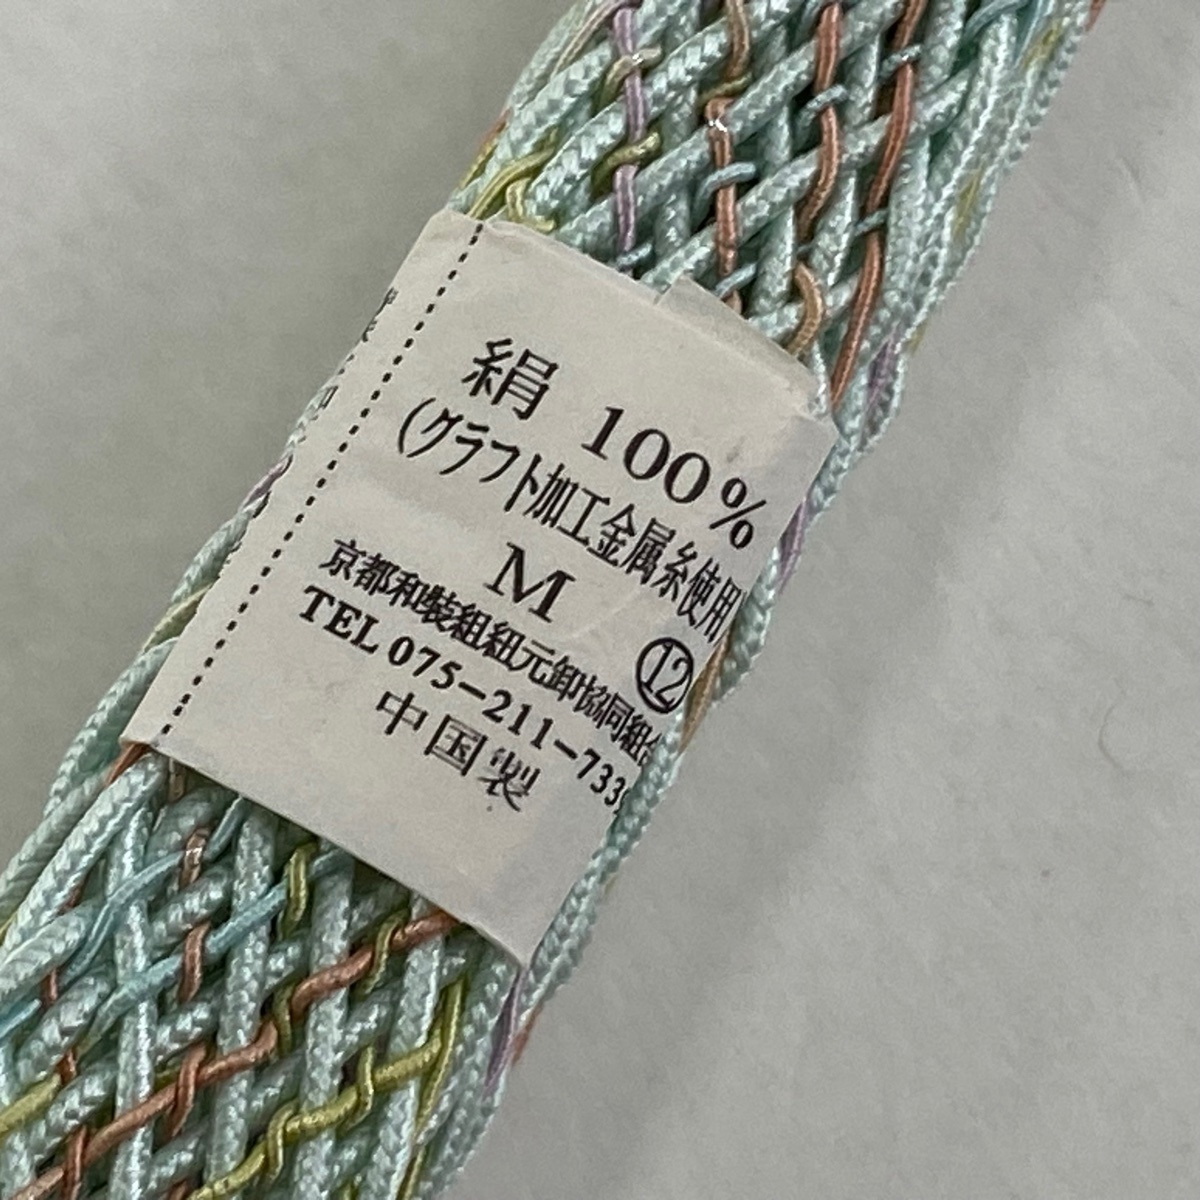 絹 100%
(グラフト加工金属糸使用)
M
⑫
京都和装組紐元卸協同組合
TEL 075-211-733
中国製